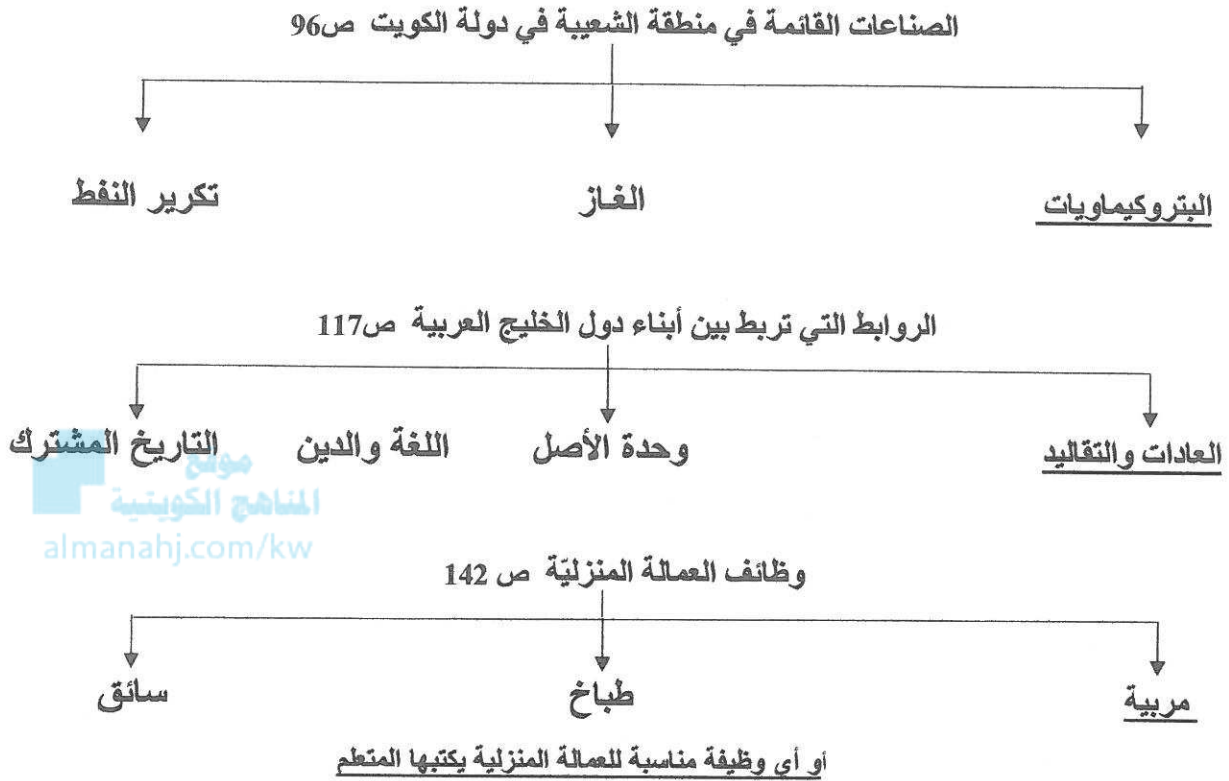 الصناعات القائمة في منطقة الشعيبة في دولة الكويت ص96
البتروكيماويات الغاز تكرير النفط
الروابط التي تربط بين أبناء دول الخليج العربية ص117
العادات والتقاليد وحدة الأصل اللغة والدين التاريخ المشترك
موقع
المناهج الكويتية
almanahj.com/kw
وظائف العمالة المنزليّة ص 142
مربية طباخ سائق
او أي وظيفة مناسبة للعمالة المنزلية يكتبها المتعلم